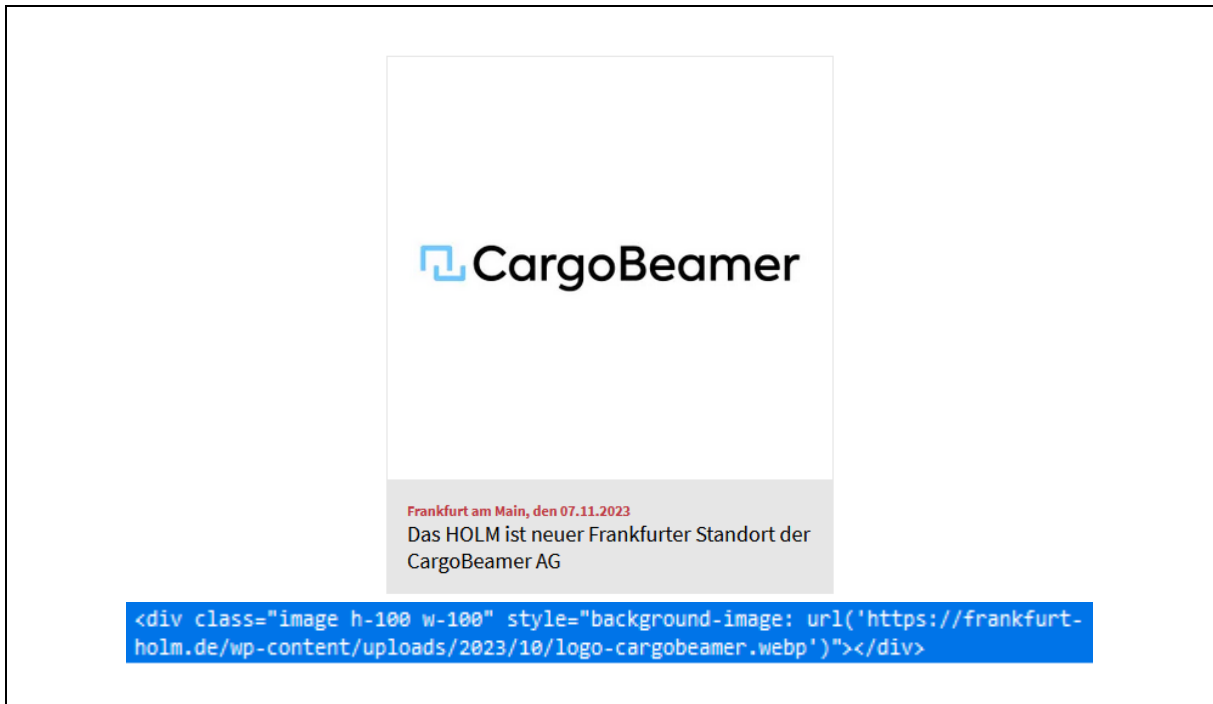 CargoBeamer
Frankfurt am Main, den 07.11.2023
Das HOLM ist neuer Frankfurter Standort der
CargoBeamer AG
<div class="image h-100 w-100" style="background-image: url('https://frankfurt-
holm.de/wp-content/uploads/2023/10/logo-cargobeamer.webp')"></div>